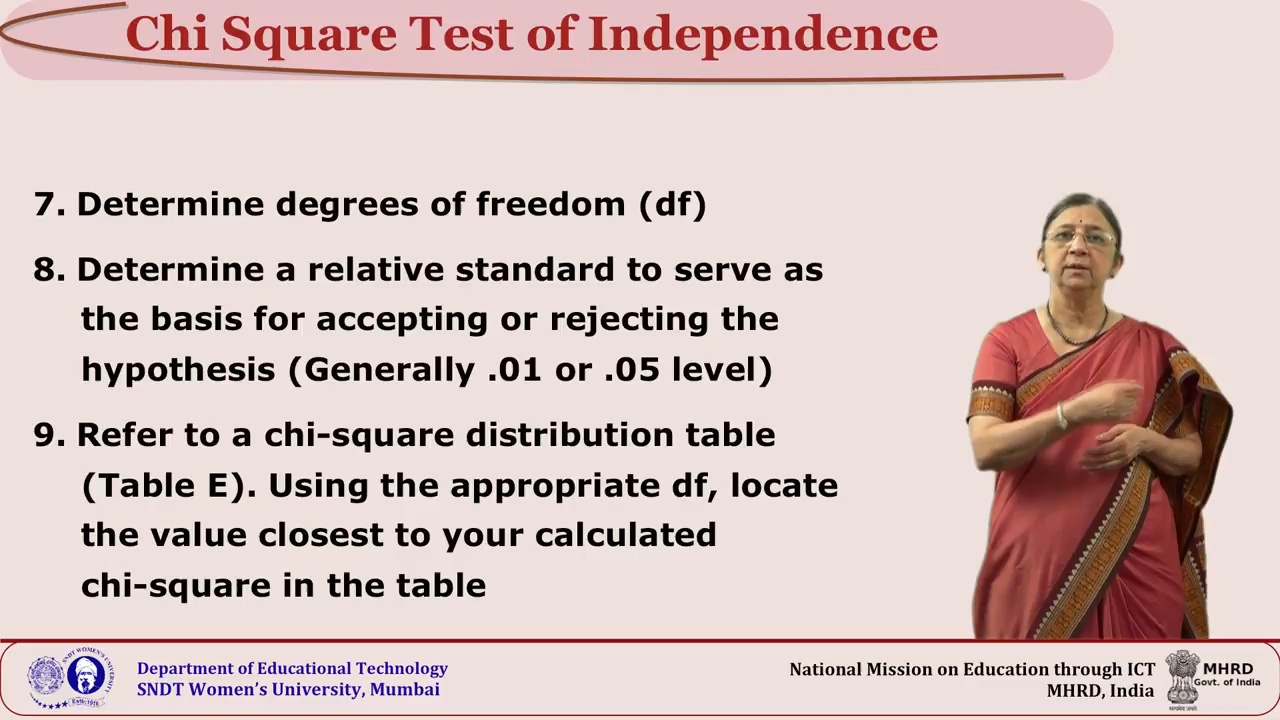 Chi Square Test of Independence
7. Determine degrees of freedom (df)
8. Determine a relative standard to serve as
the basis for accepting or rejecting the
hypothesis (Generally .01 or .05 level)
9. Refer to a chi-square distribution table
(Table E). Using the appropriate df, locate
the value closest to your calculated
chi-square in the table
Department of Educational Technology
SNDT Women's University, Mumbai
National Mission on Education through ICT
MHRD, India
MHRD
Govt. of India